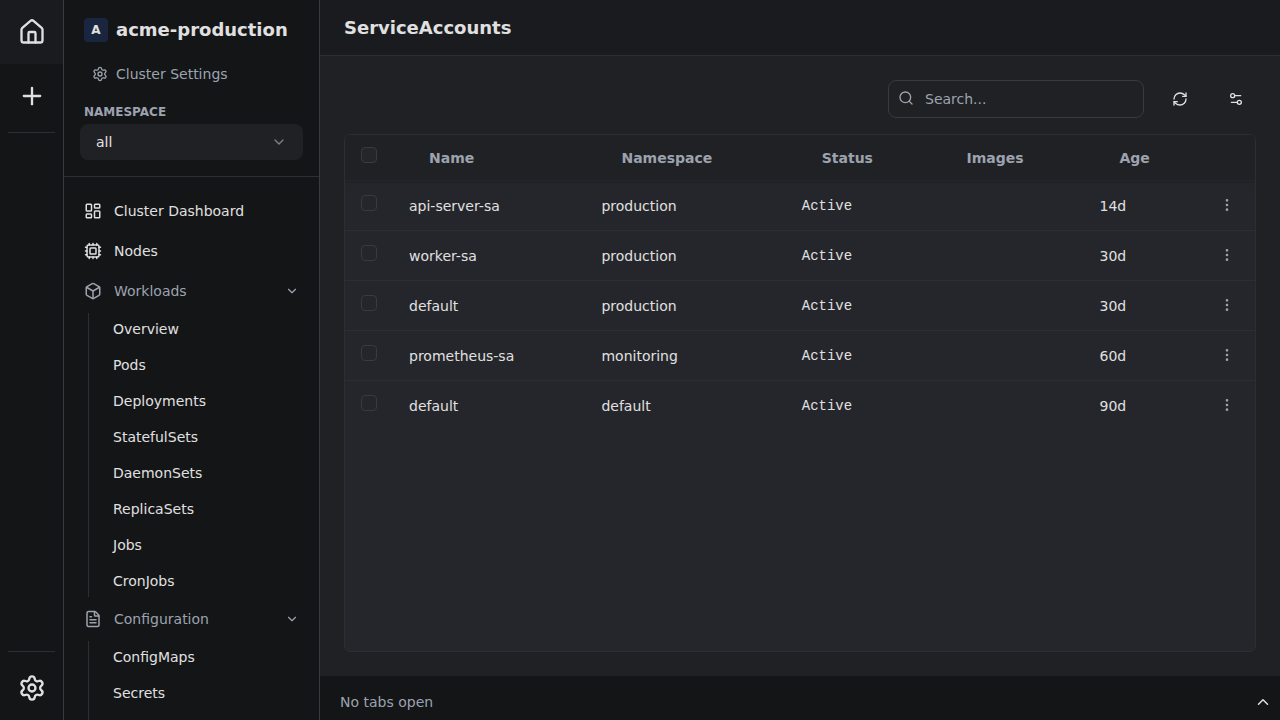 A acme-production
Cluster Settings
NAMESPACE
all
Cluster Dashboard
Nodes
Workloads
Overview
Pods
Deployments
StatefulSets
DaemonSets
ReplicaSets
Jobs
CronJobs
Configuration
ConfigMaps
Secrets
ServiceAccounts
Search...
Name Namespace Status Images Age
api-server-sa production Active 14d
worker-sa production Active 30d
default production Active 30d
prometheus-sa monitoring Active 60d
default default Active 90d
No tabs open